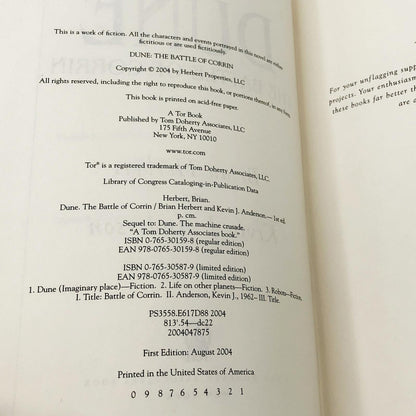 This is a work of fiction. All the characters and events portrayed in this novel are either
fictitious or are used fictitiously.
DUNE: THE BATTLE OF CORRIN
Copyright © 2004 by Herbert Properties, LLC
All rights reserved, including the right to reproduce this book, or portions thereof, in any form.
This book is printed on acid-free paper.
A Tor Book
Published by Tom Doherty Associates, LLC
175 Fifth Avenue
New York, NY 10010
www.tor.com
Tor® is a registered trademark of Tom Doherty Associates, LLC.
Library of Congress Cataloging-in-Publication Data
Herbert, Brian.
Dune. The Battle of Corrin / Brian Herbert and Kevin J. Anderson.—1st ed.
p. cm.
Sequel to: Dune. The machine crusade.
"A Tom Doherty Associates book."
ISBN 0-765-30159-8 (regular edition)
EAN 978-0765-30159-8 (regular edition)
ISBN 0-765-30587-9 (limited edition)
EAN 978-0765-30587-9 (limited edition)
1. Dune (Imaginary place)—Fiction. 2. Life on other planets—Fiction. 3. Robots—Fiction.
I. Title: Battle of Corrin. II. Anderson, Kevin J., 1962– III. Title.
PS3558.E617D88 2004
813'.54—dc22
2004047875
First Edition: August 2004
Printed in the United States of America
0 9 8 7 6 5 4 3 2 1
For your unflagging supp
projects. Your enthusiasm
these books far better th
are a